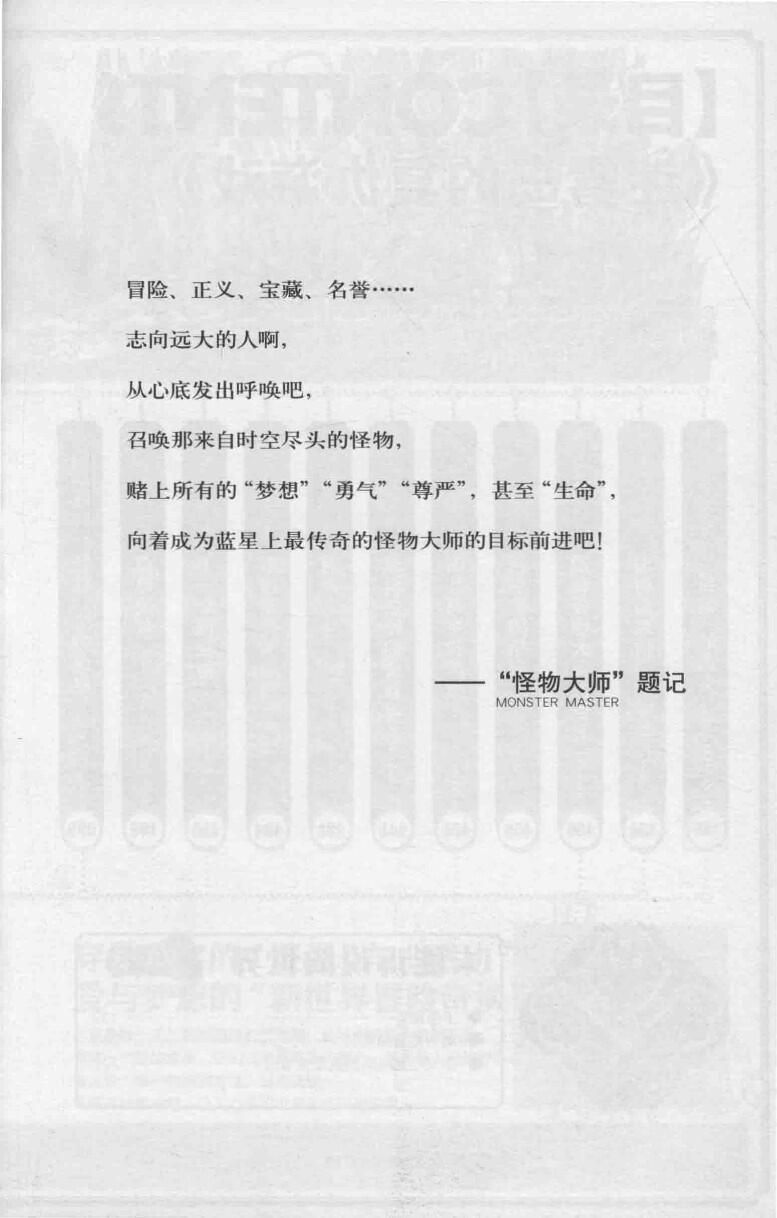 冒险、正义、宝藏、名誉……
志向远大的人啊，
从心底发出呼唤吧，
召唤那来自时空尽头的怪物，
赌上所有的“梦想”“勇气”“尊严”，甚至“生命”，
向着成为蓝星上最传奇的怪物大师的目标前进吧！
——“怪物大师”题记
MONSTER MASTER